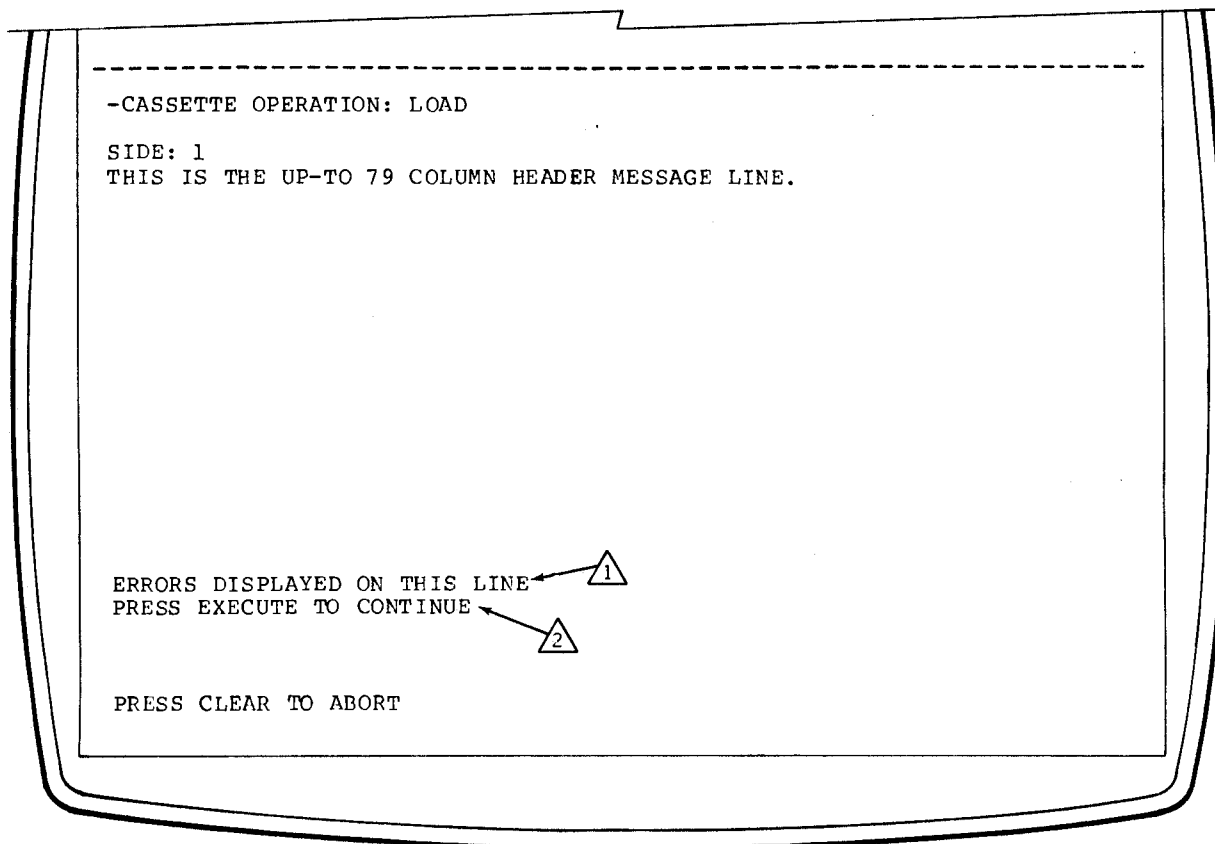 -CASSETTE OPERATION: LOAD
SIDE: 1
THIS IS THE UP-TO 79 COLUMN HEADER MESSAGE LINE.
ERRORS DISPLAYED ON THIS LINE
1
PRESS EXECUTE TO CONTINUE
2
PRESS CLEAR TO ABORT